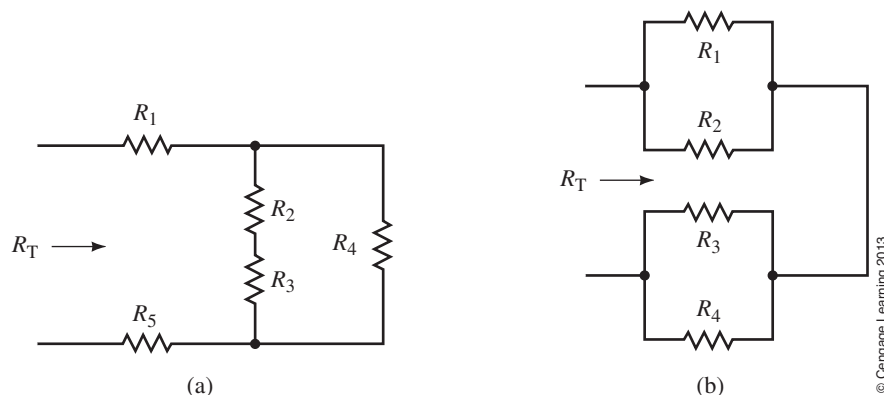 R1
R2
R3
R4
R5
RT
(a)
R1
R2
RT
R3
R4
(b)
© Cengage Learning 2013